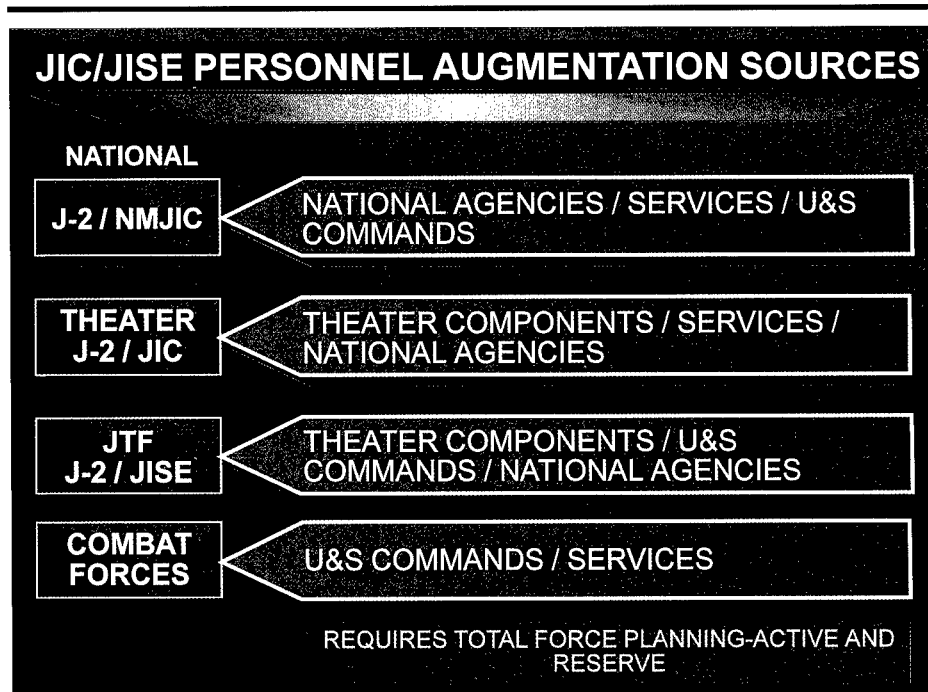 JIC/JISE PERSONNEL AUGMENTATION SOURCES
NATIONAL
J-2 / NMJIC
NATIONAL AGENCIES / SERVICES / U&S
COMMANDS
THEATER
J-2 / JIC
THEATER COMPONENTS / SERVICES /
NATIONAL AGENCIES
JTF
J-2 / JISE
THEATER COMPONENTS / U&S
COMMANDS / NATIONAL AGENCIES
COMBAT
FORCES
U&S COMMANDS / SERVICES
REQUIRES TOTAL FORCE PLANNING-ACTIVE AND
RESERVE